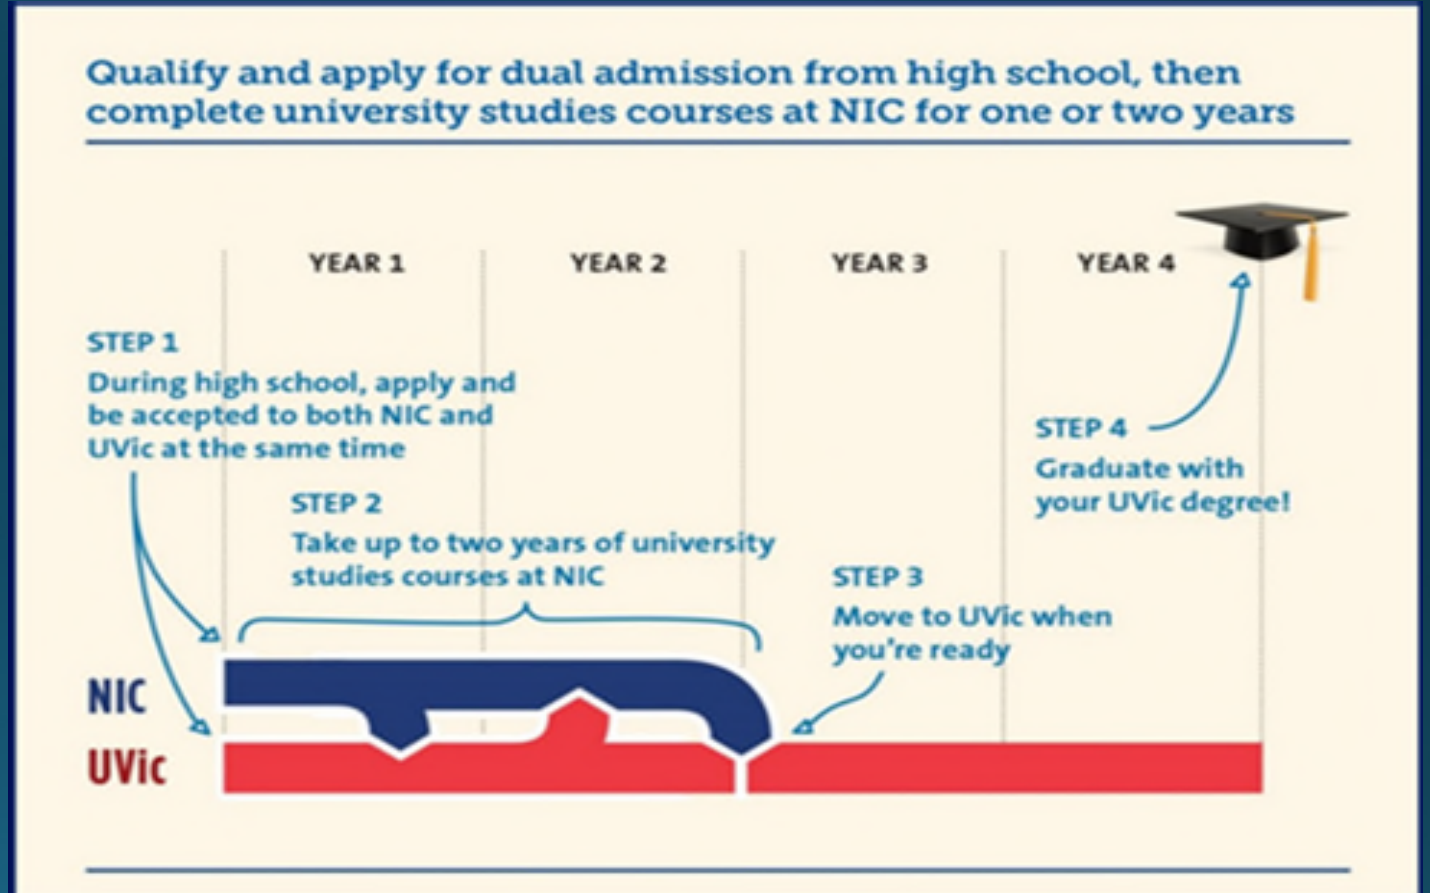 Qualify and apply for dual admission from high school, then
complete university studies courses at NIC for one or two years
YEAR 1
YEAR 2
YEAR 3
YEAR 4
STEP 1
During high school, apply and
be accepted to both NIC and
UVic at the same time
STEP 2
Take up to two years of university
studies courses at NIC
STEP 3
Move to UVic when
you're ready
STEP 4
Graduate with
your UVic degree!
NIC
UVic